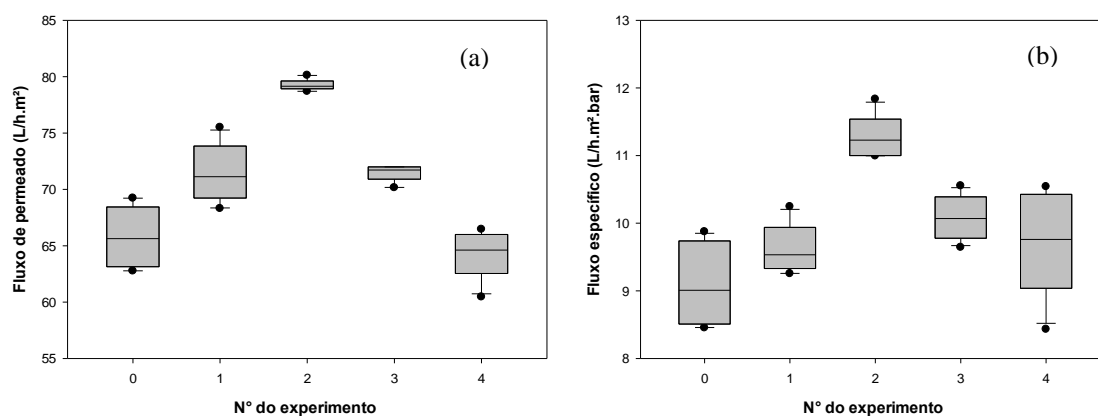 (a)
Fluxo de permeado (L/h.m²)
85
80
75
70
65
60
55
0 1 2 3 4
N° do experimento
(b)
Fluxo específico (L/h.m².bar)
13
12
11
10
9
8
0 1 2 3 4
N° do experimento